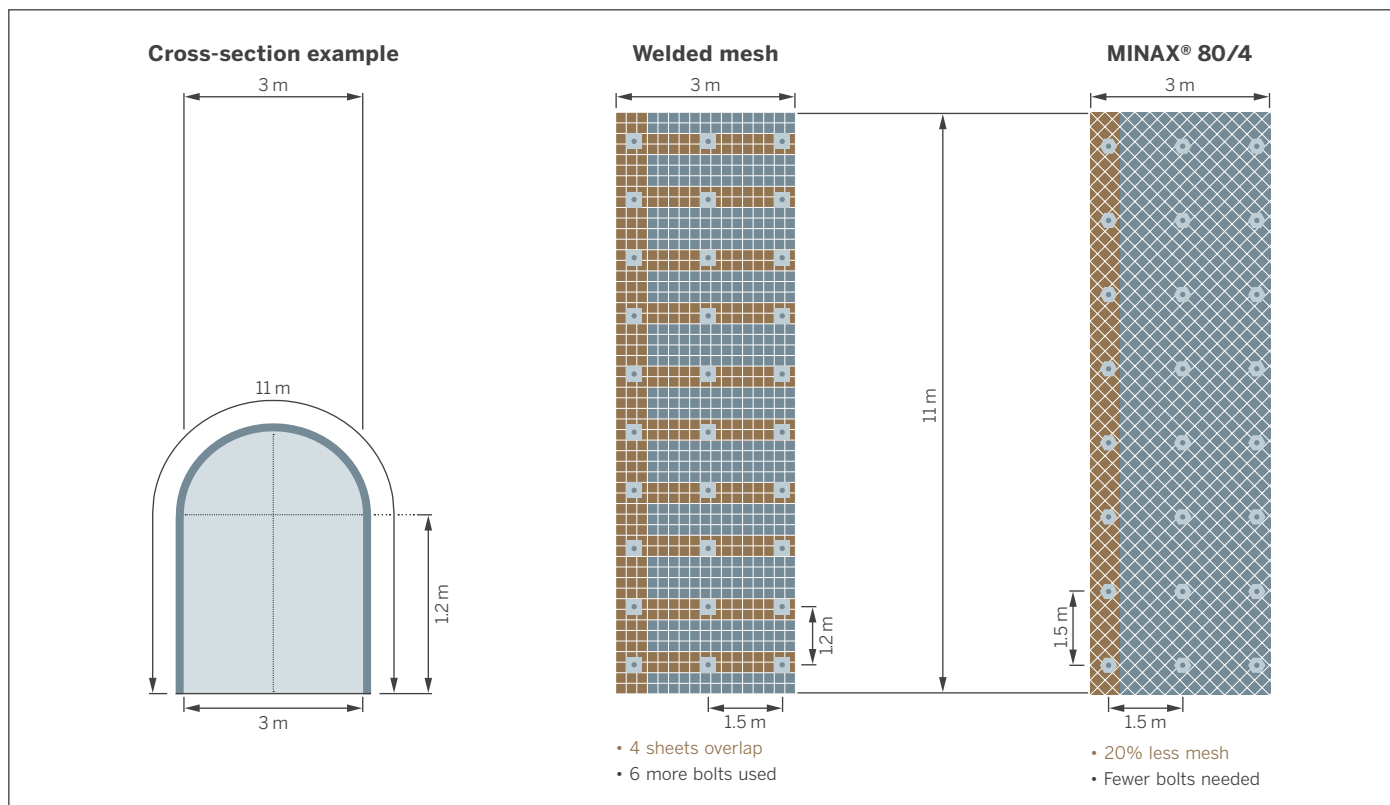 Cross-section example
3 m
11 m
1.2 m
3 m
Welded mesh
3 m
1.2 m
1.5 m
• 4 sheets overlap
• 6 more bolts used
11 m
MINAX® 80/4
3 m
1.5 m
1.5 m
• 20% less mesh
• Fewer bolts needed